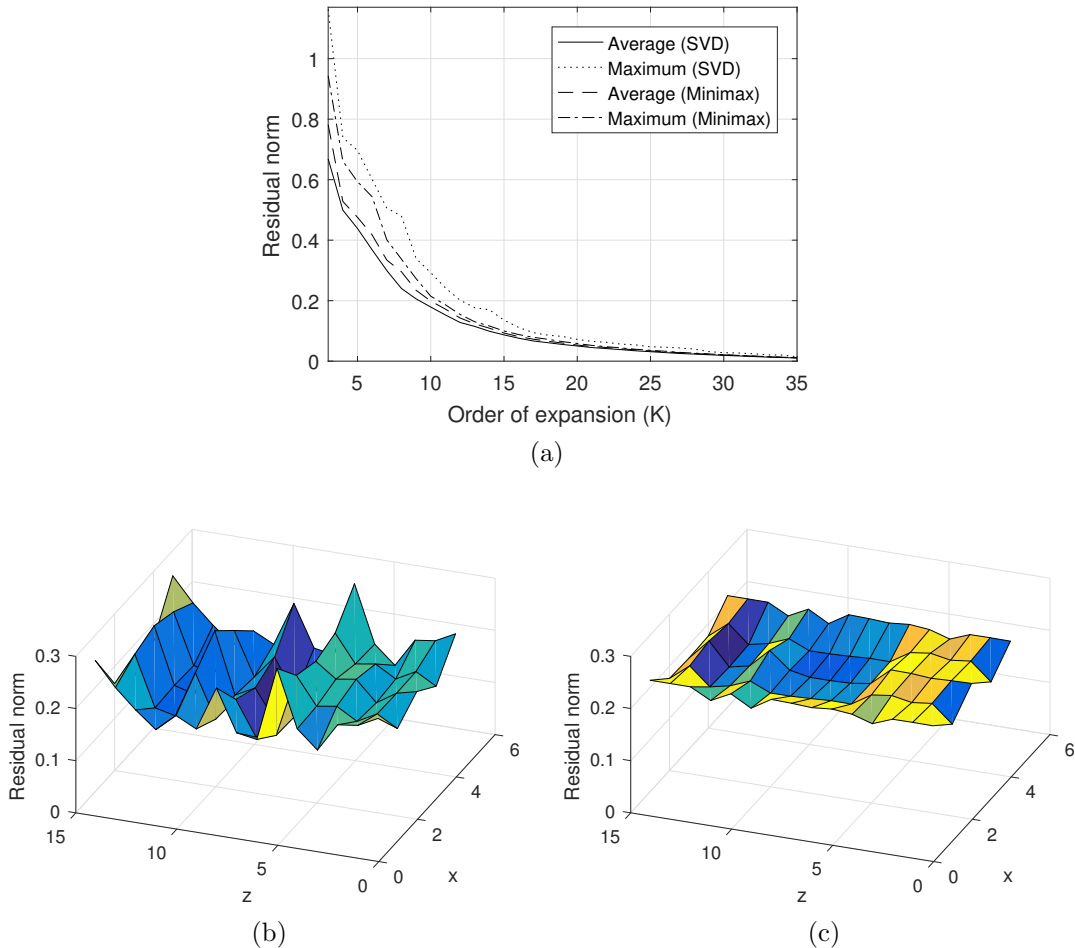 1
0.8
0.6
0.4
0.2
0
Residual norm
Average (SVD)
Maximum (SVD)
Average (Minimax)
Maximum (Minimax)
5 10 15 20 25 30 35
Order of expansion (K)
(a)
0.3
0.2
0.1
0
Residual norm
15
10
5
0
z
0
2
4
6
x
(b)
0.3
0.2
0.1
0
Residual norm
15
10
5
0
z
0
2
4
6
x
(c)